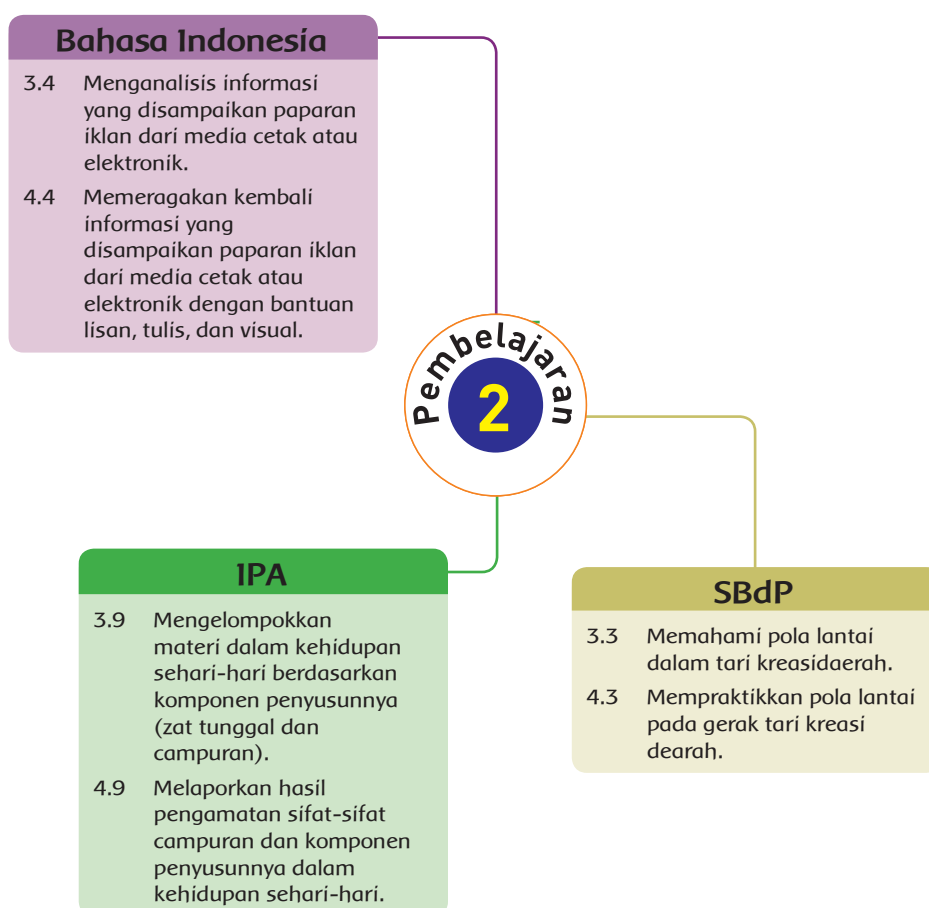 Bahasa Indonesia
3.4 Menganalisis informasi
yang disampaikan paparan
iklan dari media cetak atau
elektronik.
4.4 Memeragakan kembali
informasi yang
disampaikan paparan iklan
dari media cetak atau
elektronik dengan bantuan
lisan, tulis, dan visual.
Pembelajaran
2
IPA
3.9 Mengelompokkan
materi dalam kehidupan
sehari-hari berdasarkan
komponen penyusunnya
(zat tunggal dan
campuran).
4.9 Melaporkan hasil
pengamatan sifat-sifat
campuran dan komponen
penyusunnya dalam
kehidupan sehari-hari.
SBdP
3.3 Memahami pola lantai
dalam tari kreasidaerah.
4.3 Mempraktikkan pola lantai
pada gerak tari kreasi
dearah.